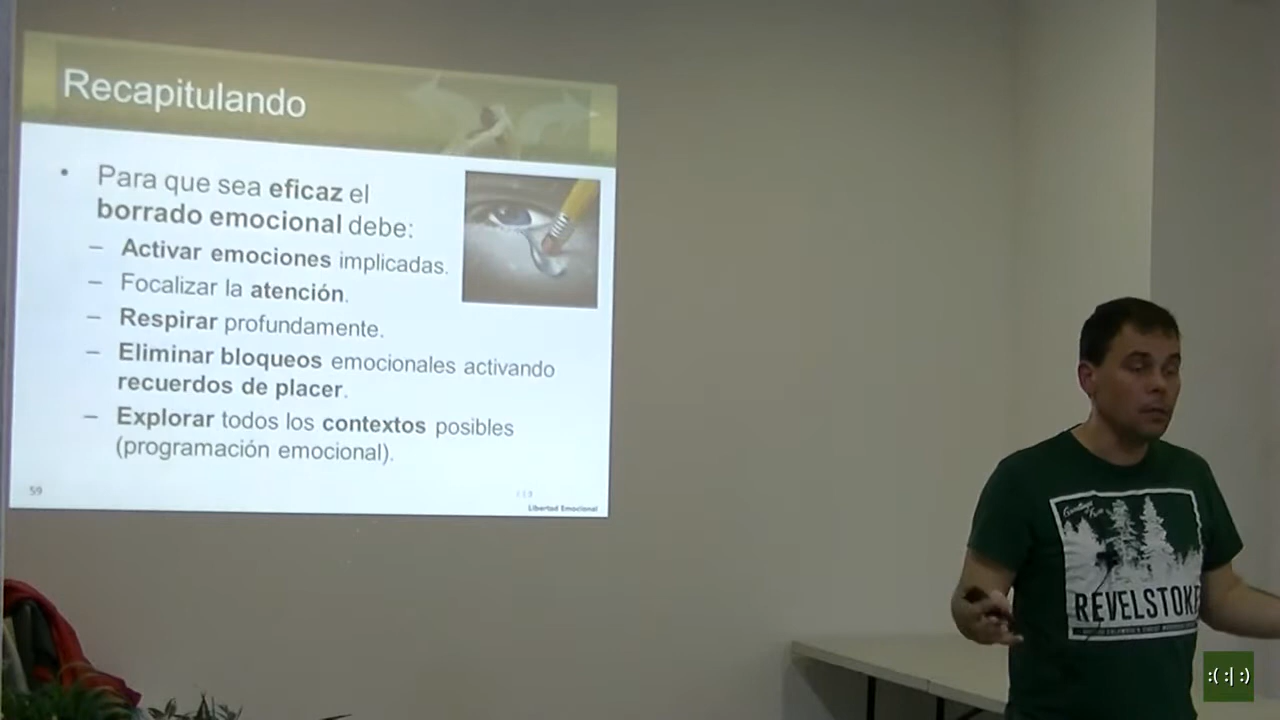 Recapitulando
• Para que sea eficaz el
borrado emocional debe:
– Activar emociones implicadas.
– Focalizar la atención.
– Respirar profundamente.
– Eliminar bloqueos emocionales activando
recuerdos de placer.
– Explorar todos los contextos posibles
(programación emocional).
59
Libertad Emocional
REVELSTOKE
:( :| :)